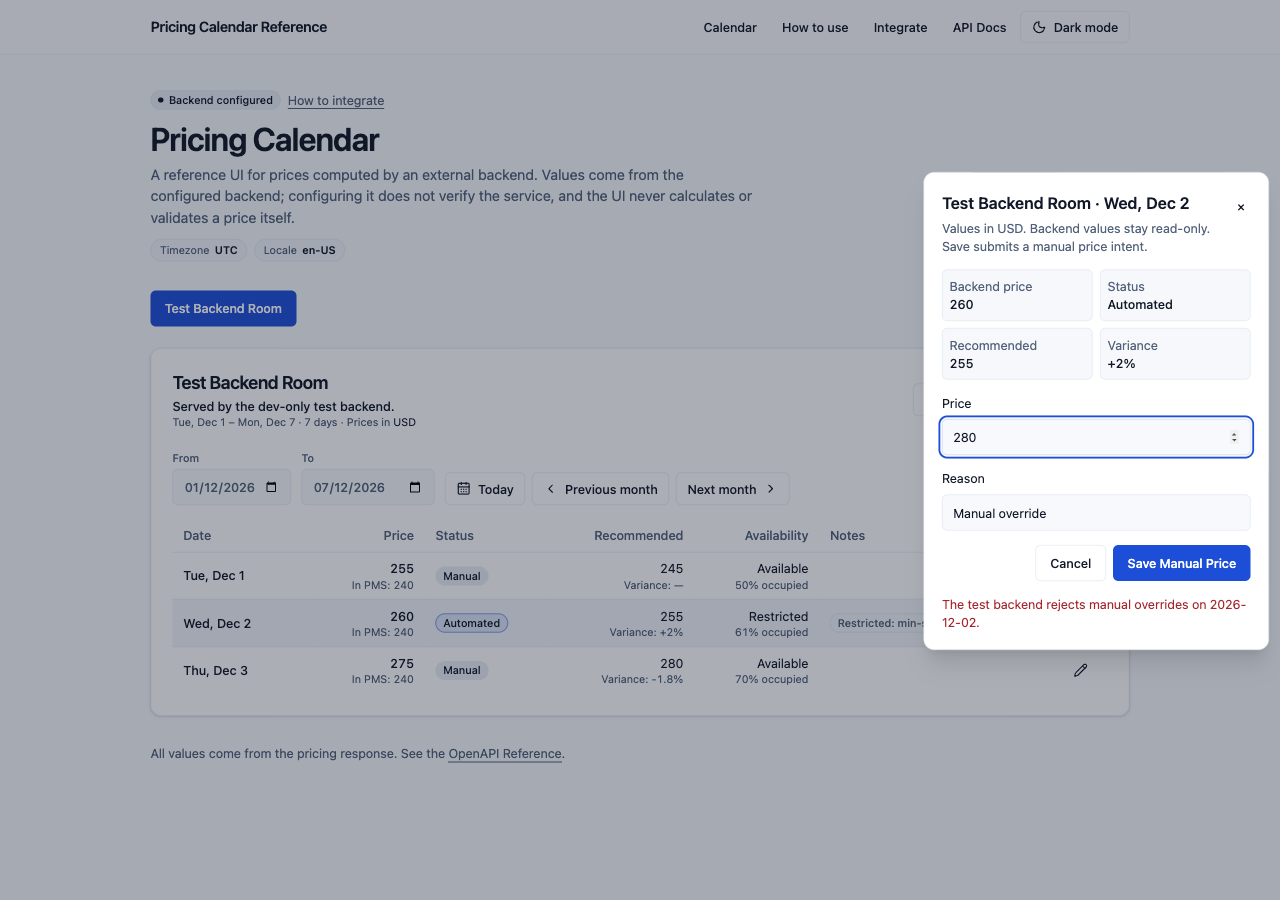 Pricing Calendar Reference
Calendar
How to use
Integrate
API Docs
Dark mode
Backend configured
How to integrate
Pricing Calendar
A reference UI for prices computed by an external backend. Values come from the
configured backend; configuring it does not verify the service, and the UI never calculates or
validates a price itself.
Timezone UTC
Locale en-US
Test Backend Room
Test Backend Room
Served by the dev-only test backend.
Tue, Dec 1 – Mon, Dec 7 · 7 days · Prices in USD
From
To
01/12/2026
07/12/2026
Today
Previous month
Next month
Date
Price
Status
Recommended
Availability
Notes
Tue, Dec 1
255
In PMS: 240
Manual
245
Variance: —
Available
50% occupied
Wed, Dec 2
260
In PMS: 240
Automated
255
Variance: +2%
Restricted
61% occupied
Restricted:
Thu, Dec 3
275
In PMS: 240
Manual
280
Variance: -1.8%
Available
70% occupied
All values come from the pricing response. See the OpenAPI Reference.
Test Backend Room · Wed, Dec 2
×
Values in USD. Backend values stay read-only.
Save submits a manual price intent.
Backend price
260
Status
Automated
Recommended
255
Variance
+2%
Price
280
Reason
Manual override
Cancel
Save Manual Price
The test backend rejects manual overrides on 2026-
12-02.